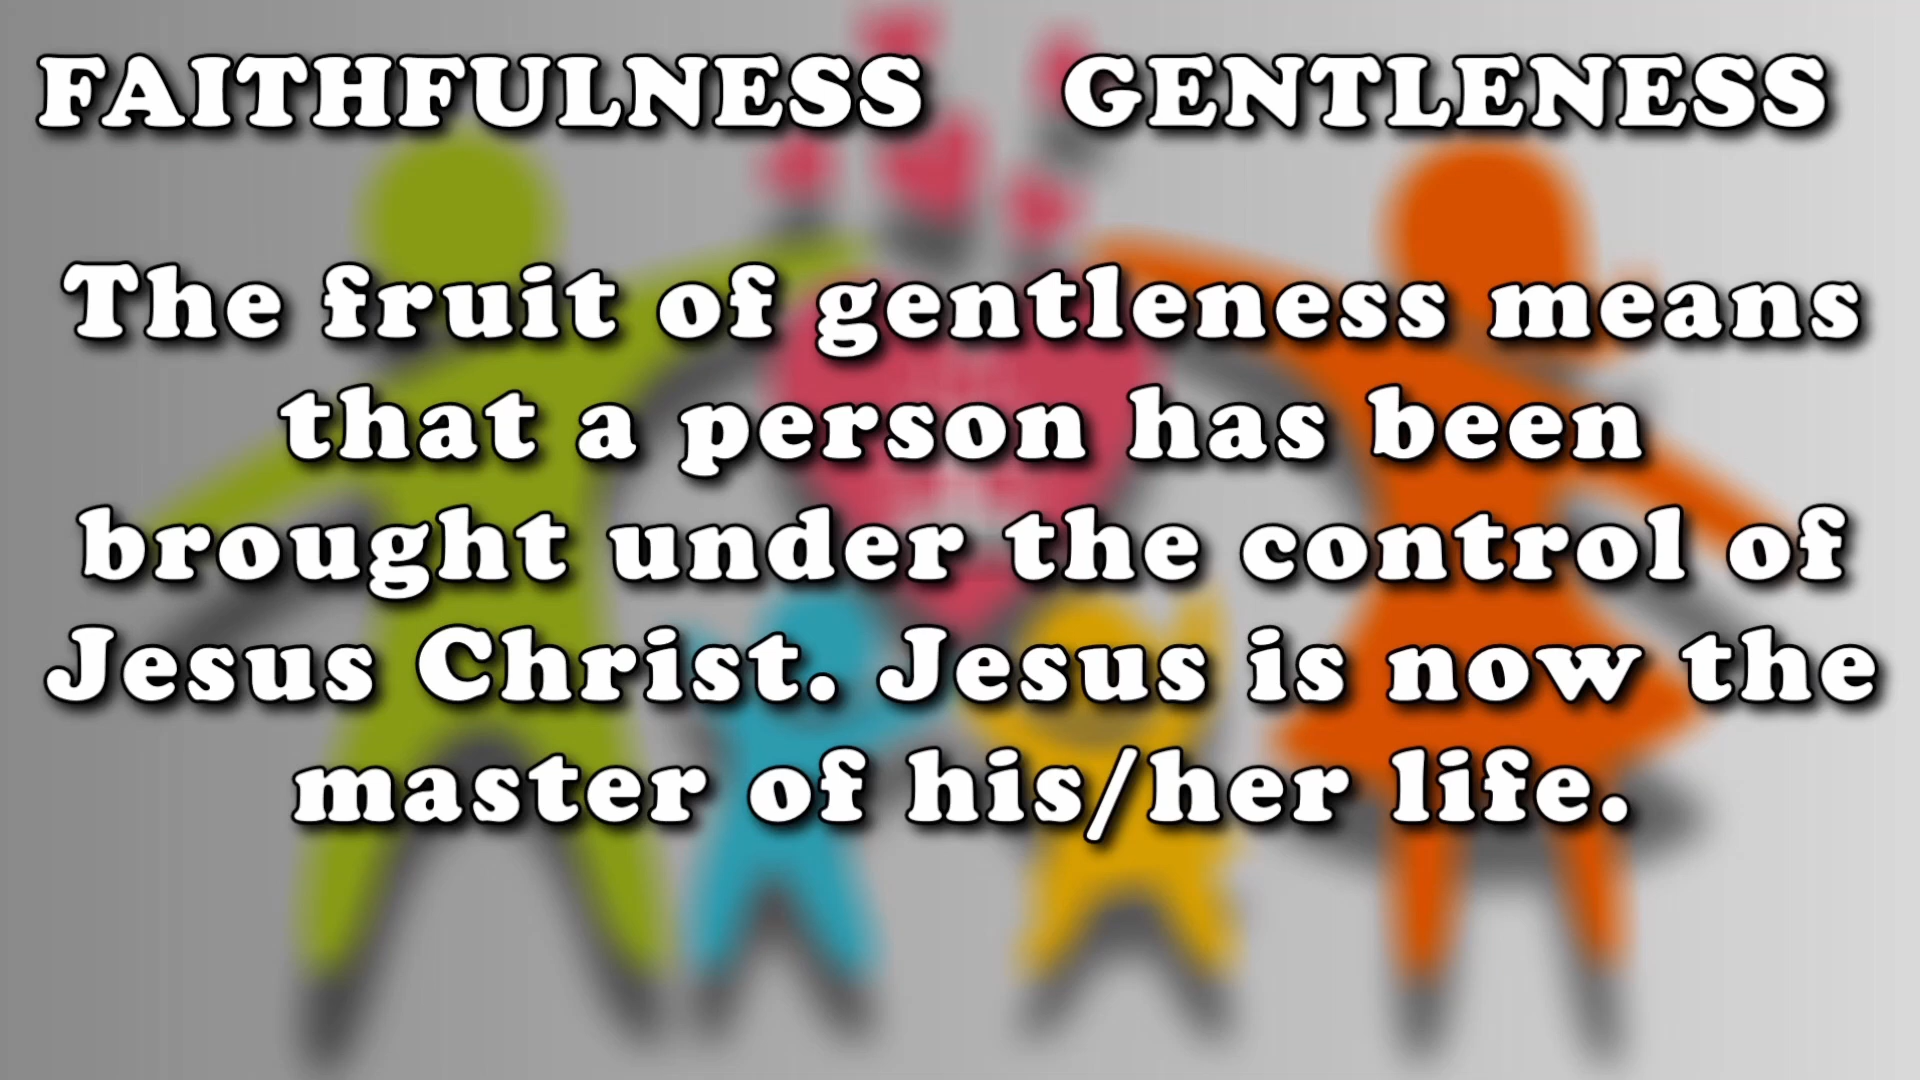 FAITHFULNESS GENTLENESS
The fruit of gentleness means
that a person has been
brought under the control of
Jesus Christ. Jesus is now the
master of his/her life.